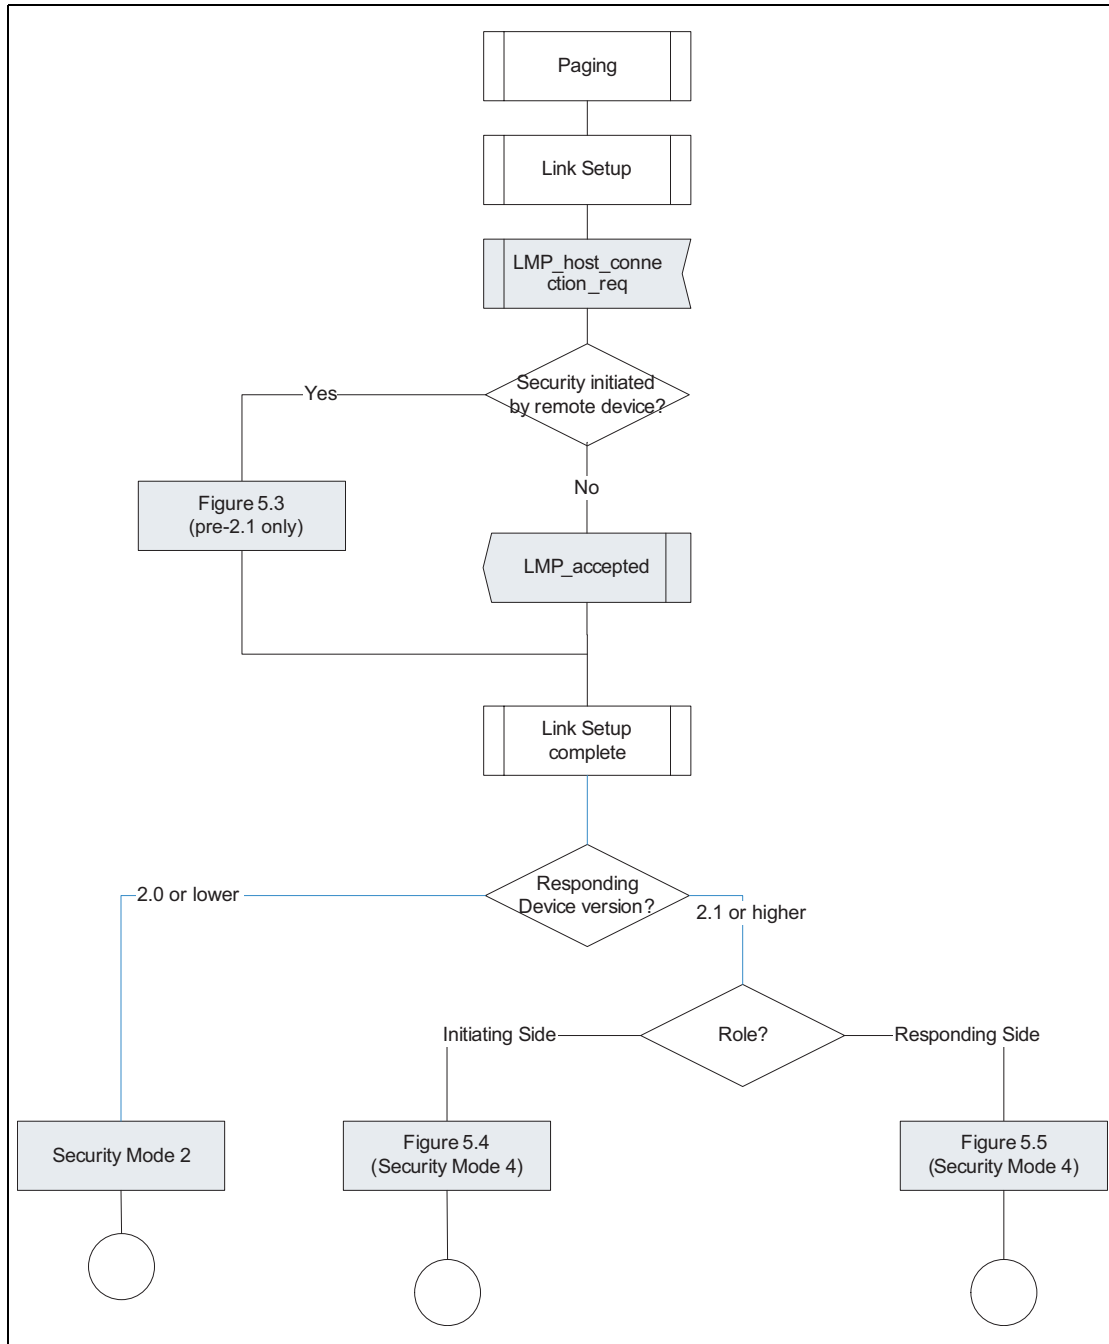 Paging
Link Setup
LMP_host_conne
ction_req
Security initiated
by remote device?
Yes
No
Figure 5.3
(pre-2.1 only)
LMP_accepted
Link Setup
complete
Responding
Device version?
2.0 or lower
2.1 or higher
Initiating Side
Role?
Responding Side
Security Mode 2
Figure 5.4
(Security Mode 4)
Figure 5.5
(Security Mode 4)